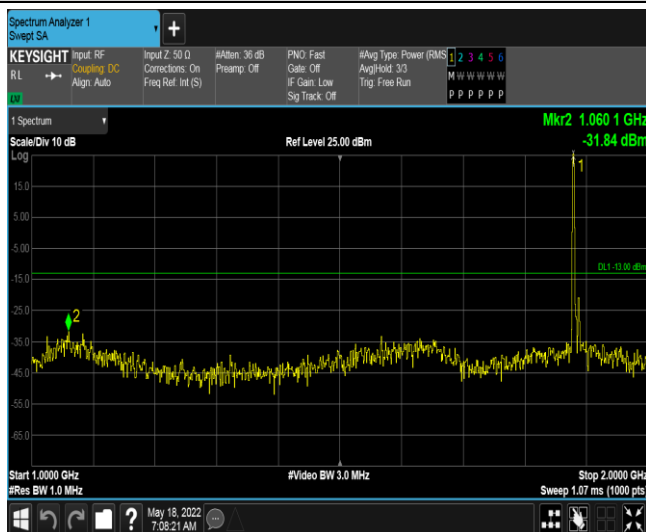 Spectrum Analyzer 1
Swept SA
KEYSIGHT
RL
Input: RF
Coupling: DC
Align: Auto
Input Z: 50 Ω
Corrections: On
Freq Ref: Int (S)
#Atten: 36 dB
Preamp: Off
PNO: Fast
Gate: Off
IF Gain: Low
Sig Track: Off
#Avg Type: Power (RMS
Avg|Hold: 3/3
Trig: Free Run
1 2 3 4 5 6
M W W W W W
P P P P P P
1 Spectrum
Scale/Div 10 dB
Ref Level 25.00 dBm
Mkr2 1.060 1 GHz
-31.84 dBm
Log
1
15.0
5.00
-5.00
DL1 -13.00 dBm
-15.0
-25.0
2
-35.0
-45.0
-55.0
-65.0
Start 1.0000 GHz
#Res BW 1.0 MHz
#Video BW 3.0 MHz
Stop 2.0000 GHz
Sweep 1.07 ms (1000 pts)
?
May 18, 2022
7:08:21 AM